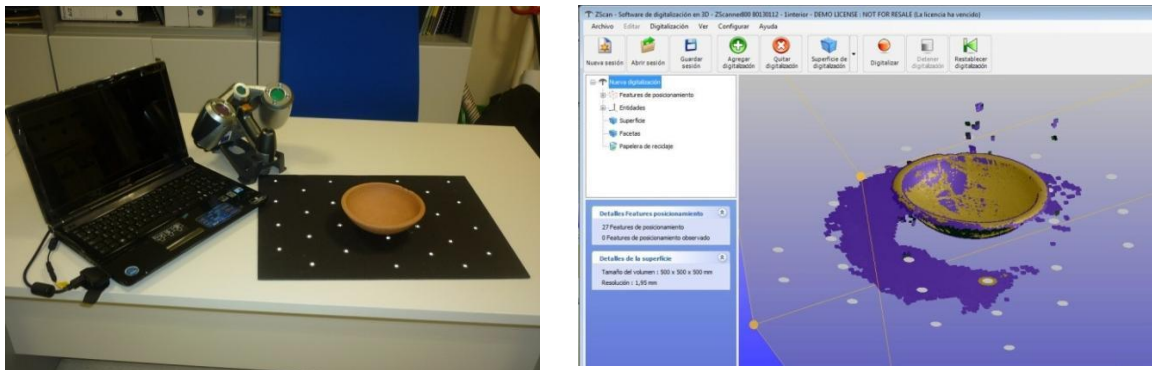 ZScan - Software de digitalización en 3D - ZScanner800 80130112 - 1interior - DEMO LICENSE : NOT FOR RESALE (La licencia ha vencido)
Archivo Editar Digitalización Ver Configurar Ayuda
Nueva sesión Abrir sesión Guardar sesión Agregar digitalización Quitar digitalización Superficie de digitalización Digitalizar Detener digitalización Restablecer digitalización
Nueva digitalización
Features de posicionamiento
Entidades
Superficie
Facetas
Papelera de reciclaje
Detalles Features posicionamiento
27 Features de posicionamiento
0 Features de posicionamiento observado
Detalles de la superficie
Tamaño del volumen : 500 x 500 x 500 mm
Resolución : 1,95 mm